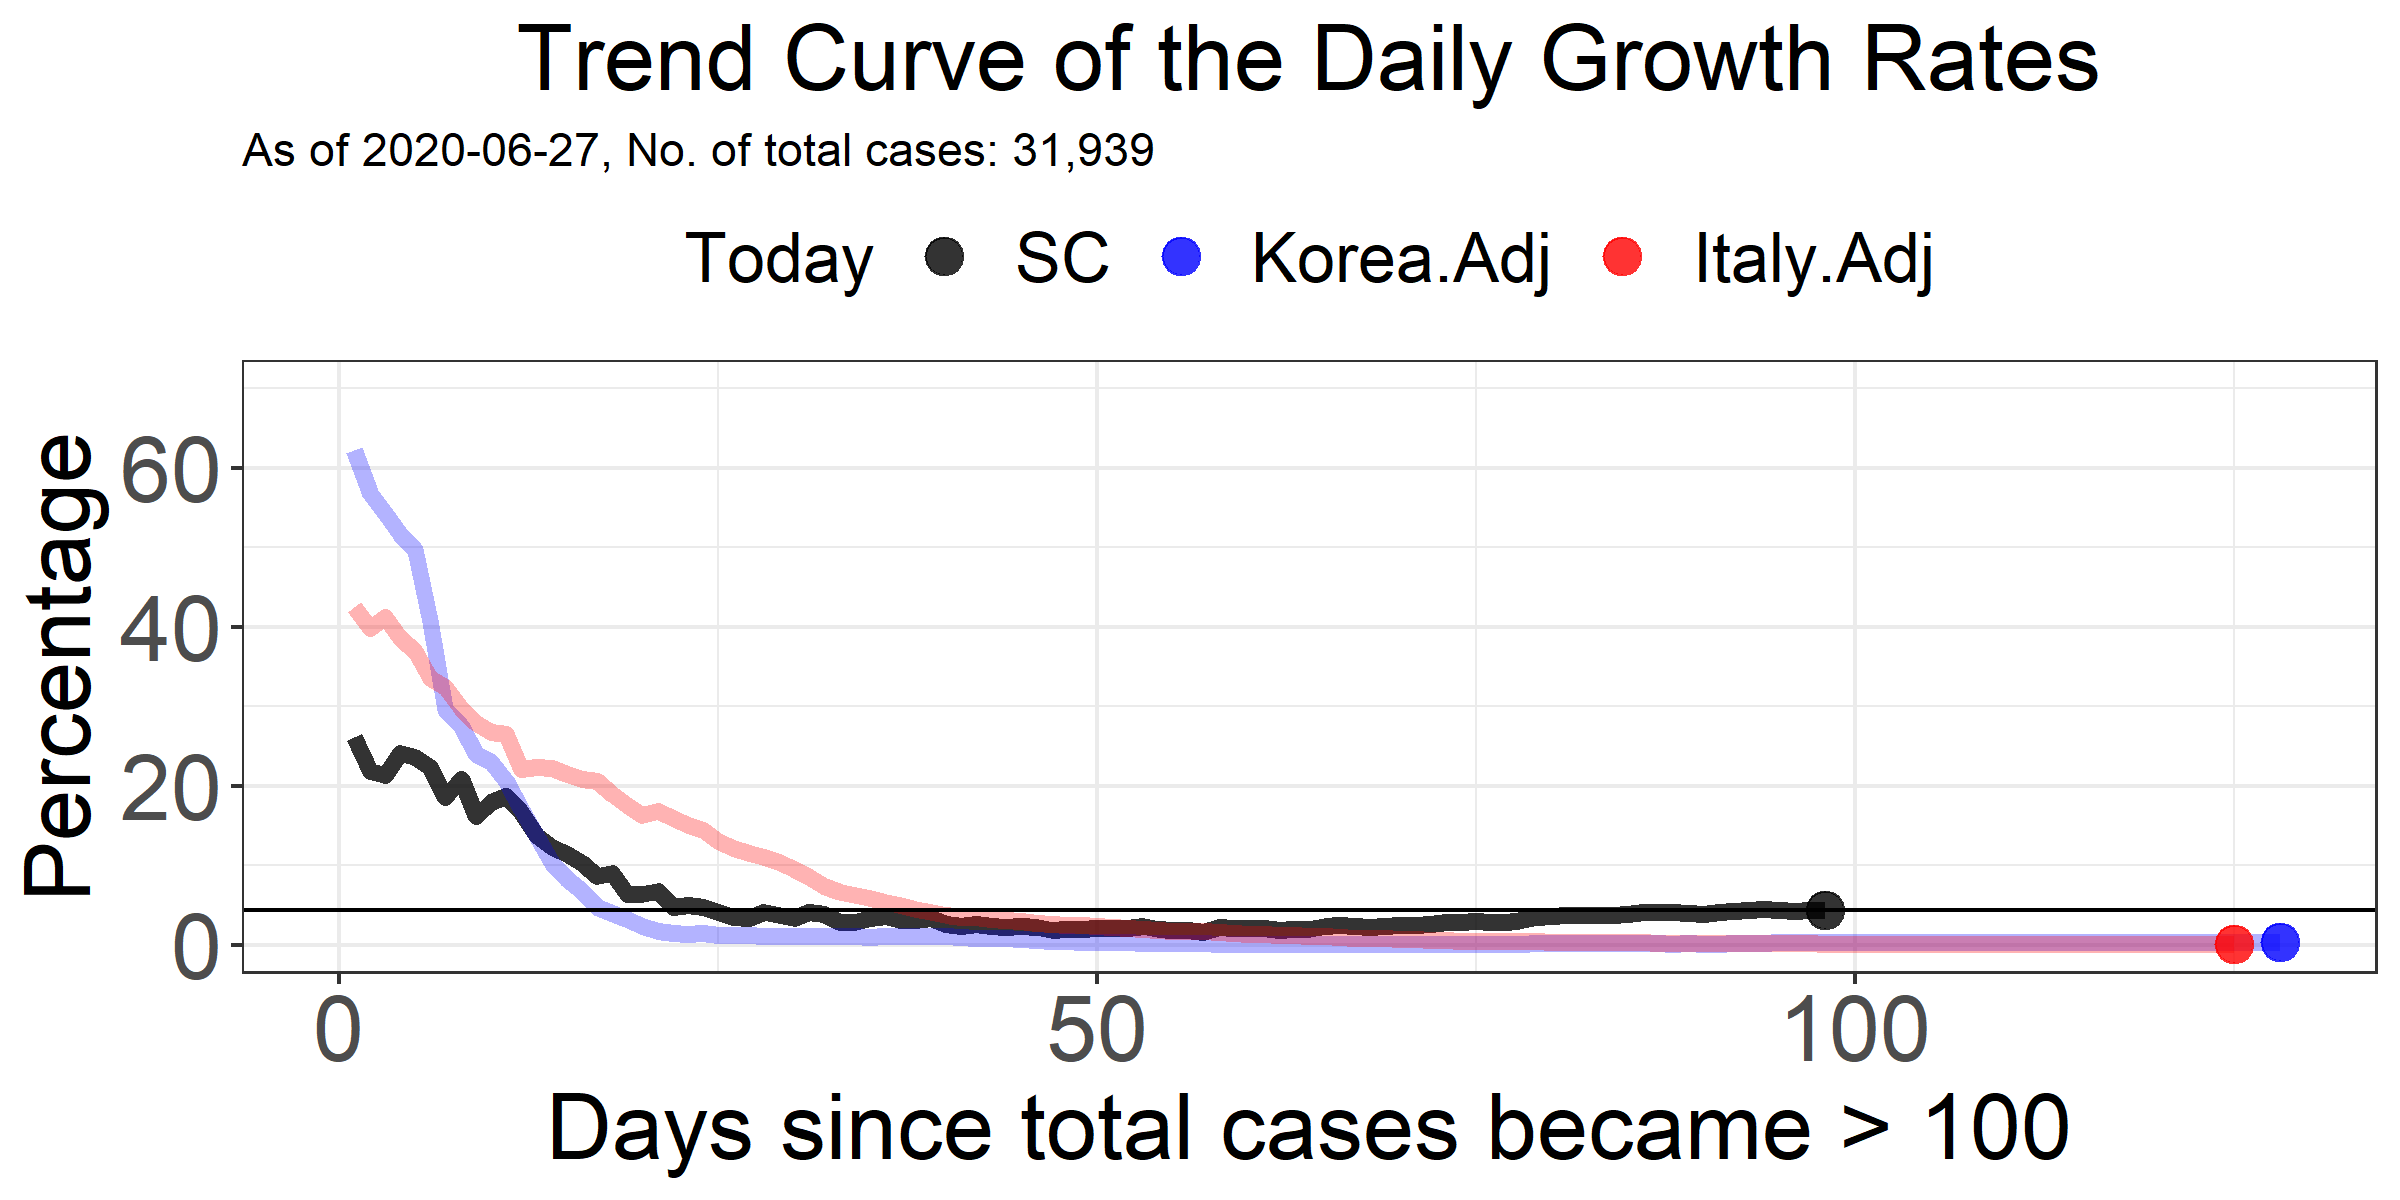 Trend Curve of the Daily Growth Rates
As of 2020-06-27, No. of total cases: 31,939
Today SC Korea.Adj Italy.Adj
Percentage
60
40
20
0
0 50 100
Days since total cases became > 100